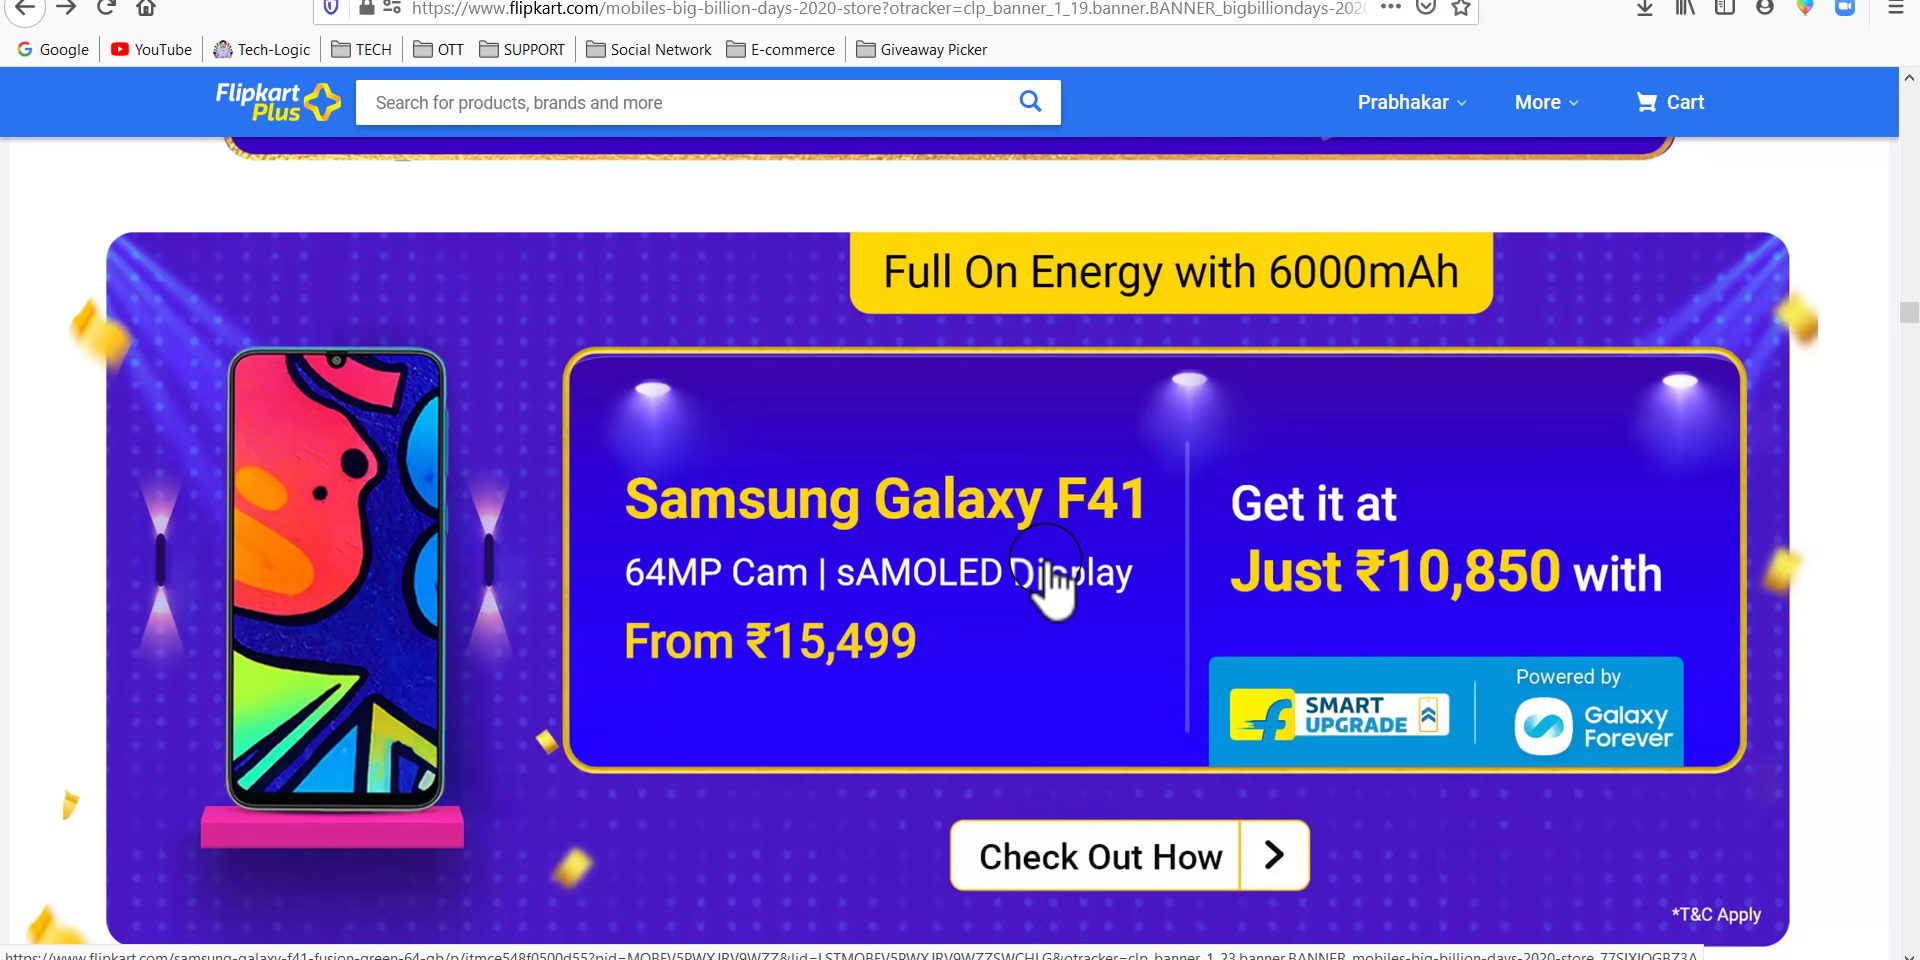 https://www.flipkart.com/mobiles-big-billion-days-2020-store?otracker=clp_banner_1_19.banner.BANNER_bigbilliondays-2020
Google YouTube Tech-Logic TECH OTT SUPPORT Social Network E-commerce Giveaway Picker
Flipkart
Plus
Search for products, brands and more
Prabhakar More Cart
Full On Energy with 6000mAh
Samsung Galaxy F41
64MP Cam | sAMOLED Display
From ₹15,499
Get it at
Just ₹10,850 with
SMART
UPGRADE
Powered by
Galaxy
Forever
Check Out How
*T&C Apply